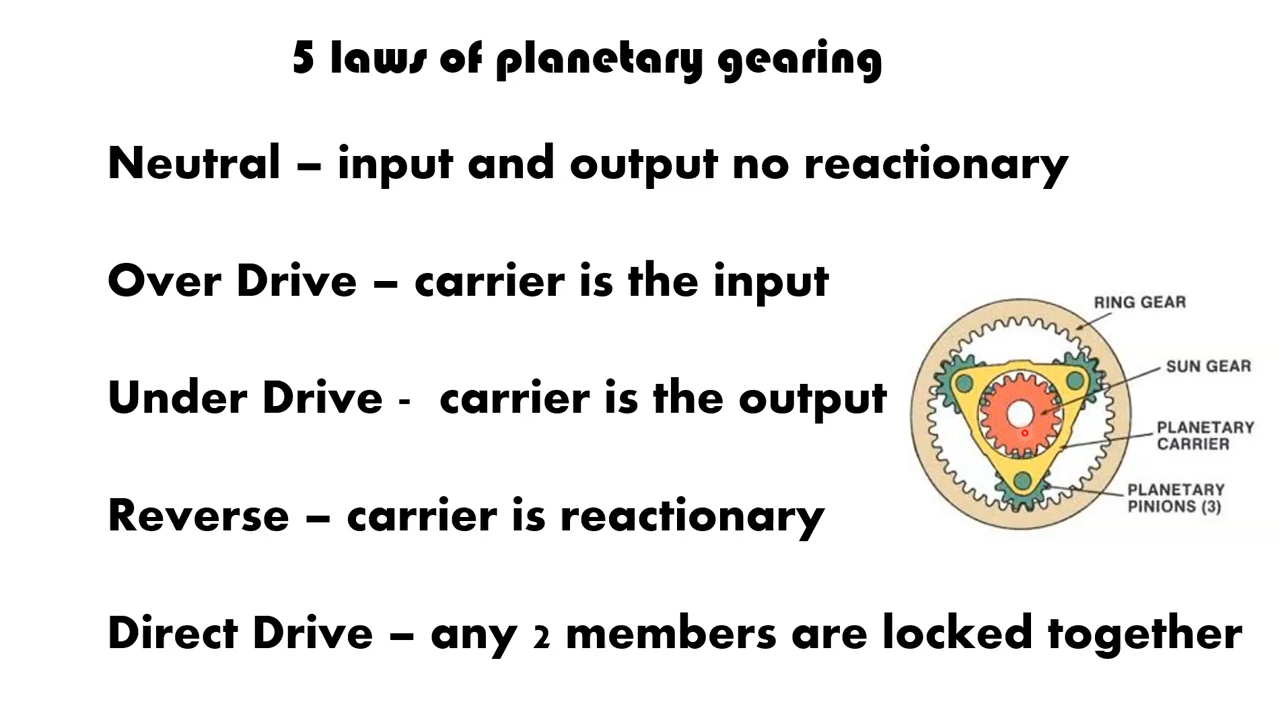 5 laws of planetary gearing
Neutral – input and output no reactionary
Over Drive – carrier is the input
Under Drive -  carrier is the output
Reverse – carrier is reactionary
Direct Drive – any 2 members are locked together
RING GEAR
SUN GEAR
PLANETARY
CARRIER
PLANETARY
PINIONS (3)